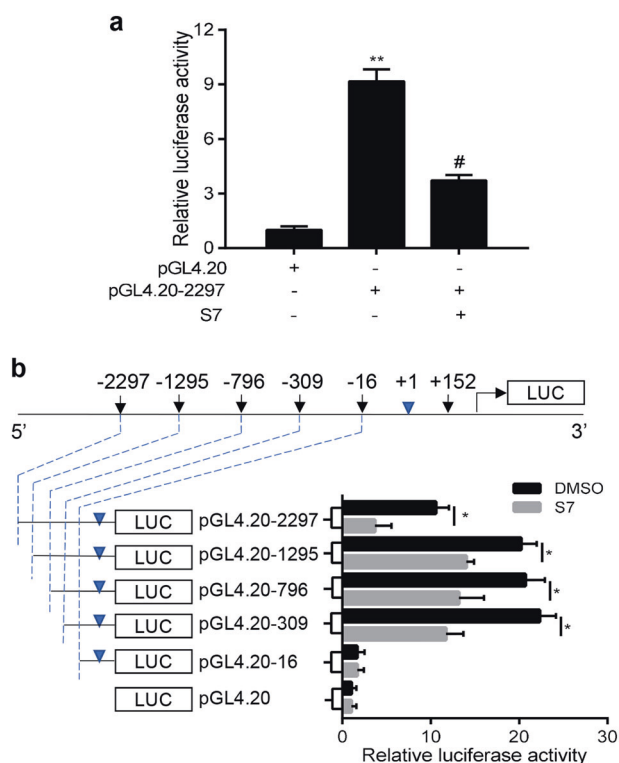 a
Relative luciferase activity
12
9
6
3
0
**
#
pGL4.20 + - -
pGL4.20-2297 - + +
S7 - - +
b
-2297 -1295 -796 -309 -16 +1 +152
LUC
5’ 3’
DMSO
S7
LUC pGL4.20-2297 *
LUC pGL4.20-1295 *
LUC pGL4.20-796 *
LUC pGL4.20-309 *
LUC pGL4.20-16
LUC pGL4.20
0 10 20 30
Relative luciferase activity